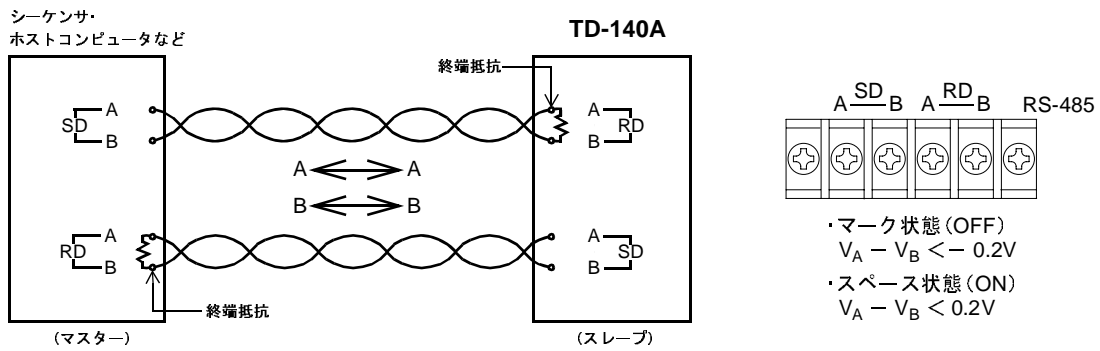 シーケンサ・
ホストコンピュータなど
TD-140A
終端抵抗
SD
A
B
A
B
RD
A A
B B
RD
A
B
A
B
SD
終端抵抗
(マスター)
(スレーブ)
SD RD
A B A B RS-485
・マーク状態(OFF)
VA － VB ＜－ 0.2V
・スペース状態(ON)
VA － VB ＜ 0.2V